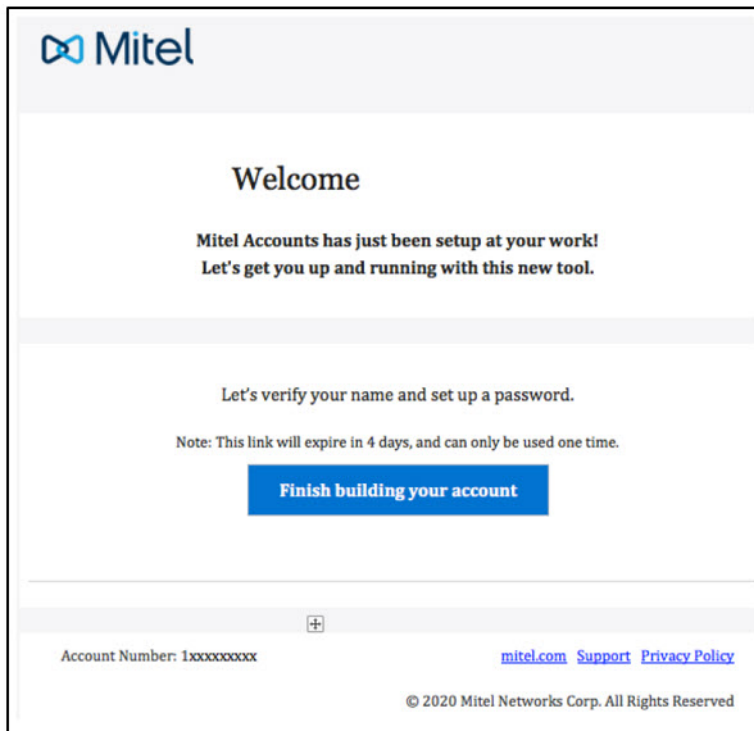 Mitel
Welcome
Mitel Accounts has just been setup at your work!
Let's get you up and running with this new tool.
Let's verify your name and set up a password.
Note: This link will expire in 4 days, and can only be used one time.
Finish building your account
Account Number: 1xxxxxxxxx
mitel.com Support Privacy Policy
© 2020 Mitel Networks Corp. All Rights Reserved